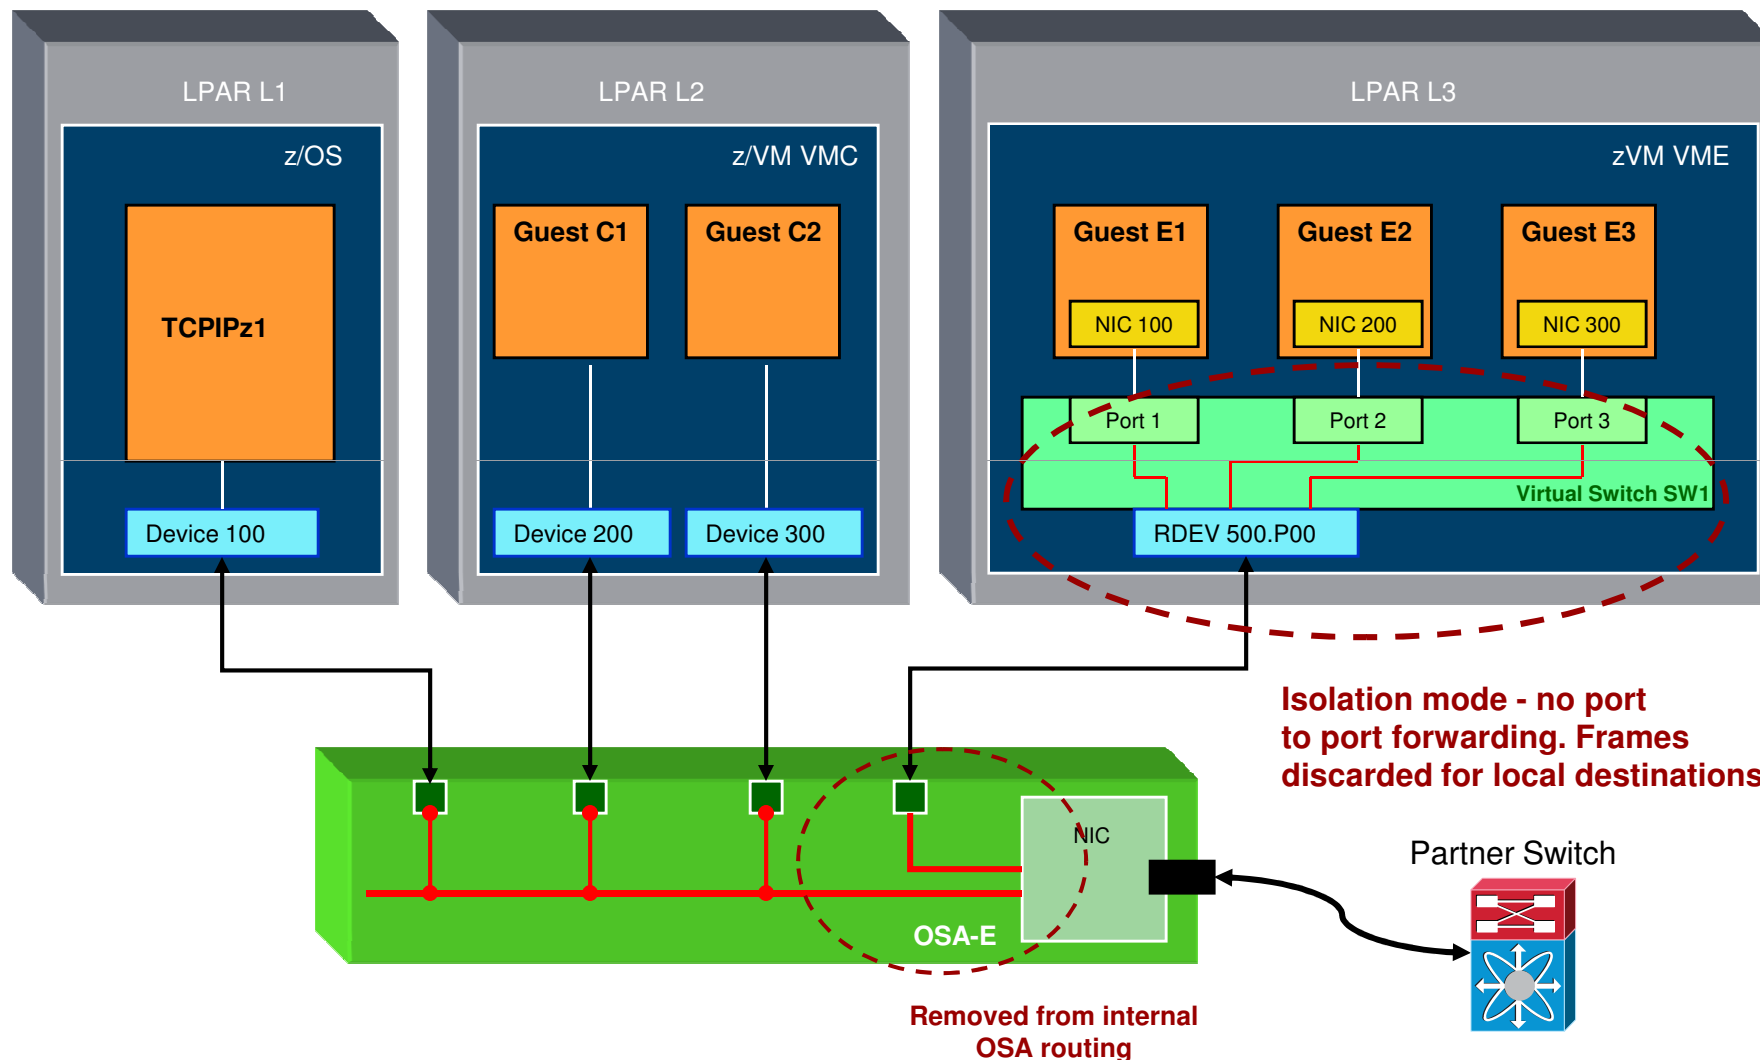 LPAR L1
LPAR L2
LPAR L3
z/OS
z/VM VMC
zVM VME
TCPIPz1
Guest C1
Guest C2
Guest E1
Guest E2
Guest E3
NIC 100
NIC 200
NIC 300
Port 1
Port 2
Port 3
Virtual Switch SW1
Device 100
Device 200
Device 300
RDEV 500.P00
Isolation mode - no port
to port forwarding. Frames
discarded for local destinations
NIC
OSA-E
Partner Switch
Removed from internal
OSA routing